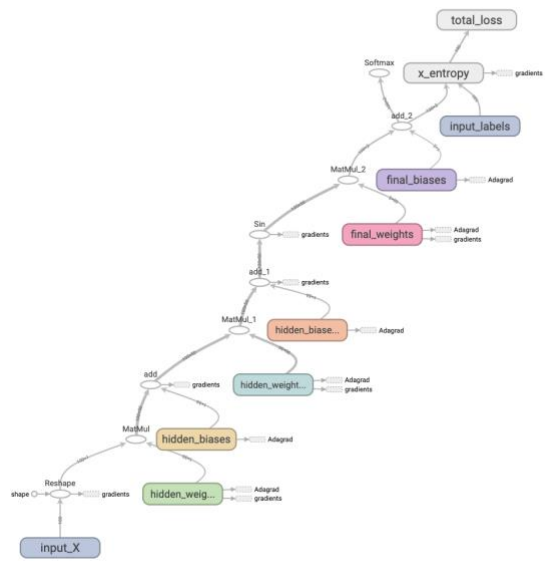 total_loss
Softmax
x_entropy
gradients
add_2
input_labels
MatMul_2
final_biases
Adagrad
Sin
gradients
final_weights
Adagrad
gradients
add_1
gradients
MatMul_1
hidden_biase...
Adagrad
add
gradients
hidden_weight...
Adagrad
gradients
MatMul
hidden_biases
Adagrad
Reshape
shape
gradients
hidden_weig...
Adagrad
gradients
input_X